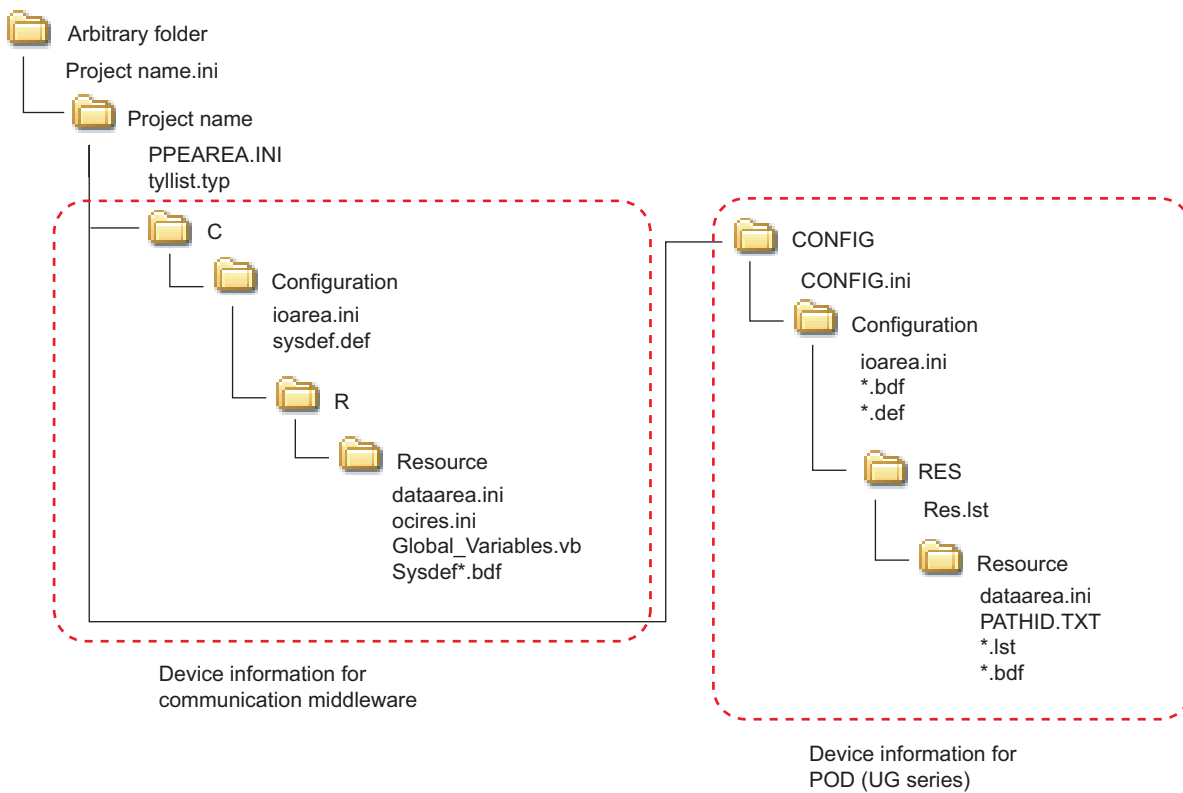 Arbitrary folder
Project name.ini
Project name
PPEAREA.INI
tyllist.typ
C
Configuration
ioarea.ini
sysdef.def
R
Resource
dataarea.ini
ocires.ini
Global_Variables.vb
Sysdef*.bdf
Device information for
communication middleware
CONFIG
CONFIG.ini
Configuration
ioarea.ini
*.bdf
*.def
RES
Res.lst
Resource
dataarea.ini
PATHID.TXT
*.lst
*.bdf
Device information for
POD (UG series)